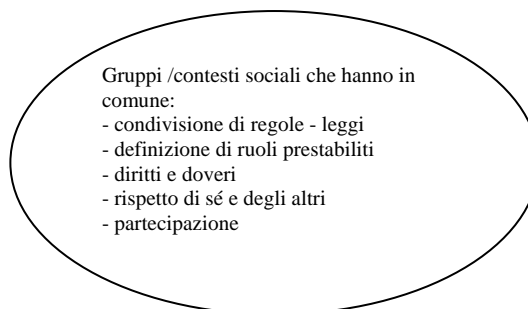 Gruppi /contesti sociali che hanno in
comune:
- condivisione di regole - leggi
- definizione di ruoli prestabiliti
- diritti e doveri
- rispetto di sé e degli altri
- partecipazione